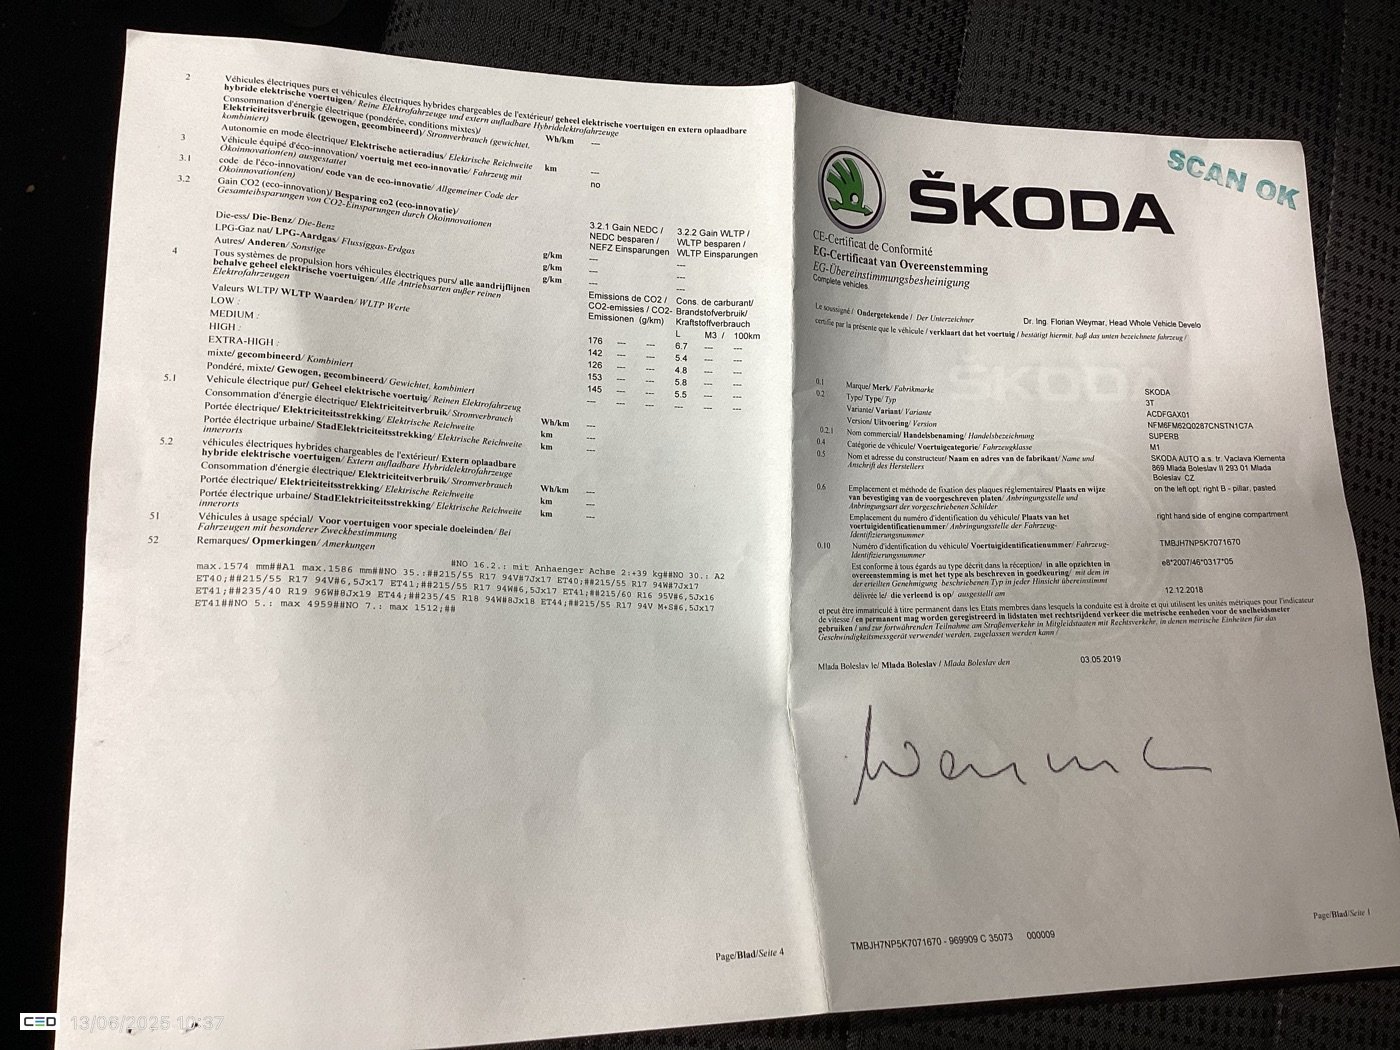 2
Véhicules électriques purs et véhicules électriques hybrides chargeables de l'extérieur/ geheel elektrische voertuigen en extern oplaadbare
hybride elektrische voertuigen/ Reine Elektrofahrzeuge und extern aufladbare Hybridelektrofahrzeuge
Consommation d'énergie électrique (pondérée, conditions mixtes)/
Elektriciteitsverbruik (gewogen, gecombineerd)/ Stromverbrauch (gewichtet, Wh/km ---
kombiniert)
Autonomie en mode électrique/ Elektrische actieradius/ Elektrische Reichweite km ---
3 Véhicule équipé d'éco-innovation/ voertuig met eco-innovatie/ Fahrzeug mit no
Ökoinnovation(en) ausgestattet
3.1 code de l'éco-innovation/ code van de eco-innovatie/ Allgemeiner Code der
Ökoinnovation(en)
3.2 Gain CO2 (eco-innovation)/ Besparing co2 (eco-innovatie)/
Gesamteibsparungen von CO2-Einsparungen durch Okoinnovationen
3.2.1 Gain NEDC / 3.2.2 Gain WLTP /
NEDC besparen / WLTP besparen /
NEFZ Einsparungen WLTP Einsparungen
Die-ess/ Die-Benz/ Die-Benz g/km --- ---
LPG-Gaz nat/ LPG-Aardgas/ Flussiggas-Erdgas g/km --- ---
Autres/ Anderen/ Sonstige g/km --- ---
4 Tous systèmes de propulsion hors véhicules électriques purs/ alle aandrijflijnen
behalve geheel elektrische voertuigen/ Alle Antriebsarten außer reinen
Elektrofahrzeugen
Valeurs WLTP/ WLTP Waarden/ WLTP Werte
Emissions de CO2 / Cons. de carburant/
CO2-emissies / CO2- Brandstofverbruik/
Emissionen (g/km) Kraftstoffverbrauch
L M3 / 100km
LOW : 176 --- --- 6.7 --- ---
MEDIUM : 142 --- --- 5.4 --- ---
HIGH : 126 --- --- 4.8 --- ---
EXTRA-HIGH : 153 --- --- 5.8 --- ---
mixte/ gecombineerd/ Kombiniert 145 --- --- 5.5 --- ---
Pondéré, mixte/ Gewogen, gecombineerd/ Gewichtet, kombiniert --- --- --- --- --- ---
5.1 Vehicule électrique pur/ Geheel elektrische voertuig/ Reinen Elektrofahrzeug
Consommation d'énergie électrique/ Elektriciteitverbruik/ Stromverbrauch Wh/km ---
Portée électrique/ Elektriciteitsstrekking/ Elektrische Reichweite km ---
Portée électrique urbaine/ StadElektriciteitsstrekking/ Elektrische Reichweite km ---
innerorts
5.2 véhicules électriques hybrides chargeables de l'extérieur/ Extern oplaadbare
hybride elektrische voertuigen/ Extern aufladbare Hybridelektrofahrzeuge
Consommation d'énergie électrique/ Elektriciteitverbruik/ Stromverbrauch Wh/km ---
Portée électrique/ Elektriciteitsstrekking/ Elektrische Reichweite km ---
Portée électrique urbaine/ StadElektriciteitsstrekking/ Elektrische Reichweite km ---
innerorts
51 Véhicules à usage spécial/ Voor voertuigen voor speciale doeleinden/ Bei
Fahrzeugen mit besonderer Zweckbestimmung
52 Remarques/ Opmerkingen/ Amerkungen
#NO 16.2.: mit Anhaenger Achse 2:+39 kg##NO 30.: A2
max.1574 mm##A1 max.1586 mm##NO 35.:##215/55 R17 94V#7Jx17 ET40;##215/55 R17 94W#7Jx17
ET40;##215/55 R17 94V#6,5Jx17 ET41;##215/55 R17 94W#6,5Jx17 ET41;##215/60 R16 95V#6,5Jx16
ET41;##235/40 R19 96W#8Jx19 ET44;##235/45 R18 94W#8Jx18 ET44;##215/55 R17 94V M+S#6,5Jx17
ET41##NO 5.: max 4959##NO 7.: max 1512;##
Page/Blad/Seite 4
SCAN OK
ŠKODA
CE-Certificat de Conformité
EG-Certificaat van Overeenstemming
EG-Übereinstimmungsbesheinigung
Complete vehicles
Le soussigné / Ondergetekende / Der Unterzeichner Dr. Ing. Florian Weymar, Head Whole Vehicle Develo
certifie par la présente que le véhicule / verklaart dat het voertuig / bestätigt hiermit, baß das unten bezeichnete fahrzeug /
ŠKODA
0.1 Marque/ Merk/ Fabrikmarke SKODA
0.2 Type/ Type/ Typ 3T
Variante/ Variant/ Variante ACDFGAX01
Version/ Uitvoering/ Version NFM6FM62Q0287CNSTN1C7A
0.2.1 Nom commercial/ Handelsbenaming/ Handelsbezeichnung SUPERB
0.4 Catégorie de véhicule/ Voertuigcategorie/ Fahrzeugklasse M1
0.5 Nom et adresse du constructeur/ Naam en adres van de fabrikant/ Name und SKODA AUTO a.s. tr. Vaclava Klementa
Anschrift des Herstellers 869 Mlada Boleslav II 293 01 Mlada
Boleslav CZ
0.6 Emplacement et méthode de fixation des plaques réglementaires/ Plaats en wijze on the left opt. right B - pillar, pasted
van bevestiging van de voorgeschreven platen/ Anbringungsstelle und
Anbringungsart der vorgeschriebenen Schilder
Emplacement du numéro d'identification du véhicule/ Plaats van het right hand side of engine compartment
voertuigidentificatienummer/ Anbringungsstelle der Fahrzeug-
Identifizierungsnummer
0.10 Numéro d'identification du véhicule/ Voertuigidentificatienummer/ Fahrzeug- TMBJH7NP5K7071670
Identifizierungsnummer
Est conforme à tous égards au type décrit dans la réception/ in alle opzichten in e8*2007/46*0317*05
overeenstemming is met het type als beschreven in goedkeuring/ mit dem in
der erteilten Genehmigung beschriebenen Typ in jeder Hinsicht übereinstimmt
délivrée le/ die verleend is op/ ausgestellt am 12.12.2018
et peut être immatriculé à titre permanent dans les Etats membres dans lesquels la conduite est à droite et qui utilisent les unités métriques pour l'indicateur
de vitesse / en permanent mag worden geregistreerd in lidstaten met rechtsrijdend verkeer die metrische eenheden voor de snelheidsmeter
gebruiken / und zur fortwährenden Teilnahme am Straßenverkehr in Mitgliedstaaten mit Rechtsverkehr, in denen metrische Einheiten für das
Geschwindigkeitsmessgerät verwendet werden, zugelassen werden kann /
Mlada Boleslav le/ Mlada Boleslav / Mlada Boleslav den 03.05.2019
TMBJH7NP5K7071670 - 969909 C 35073 000009
Page/Blad/Seite 1
CED 13/06/2025 10:37